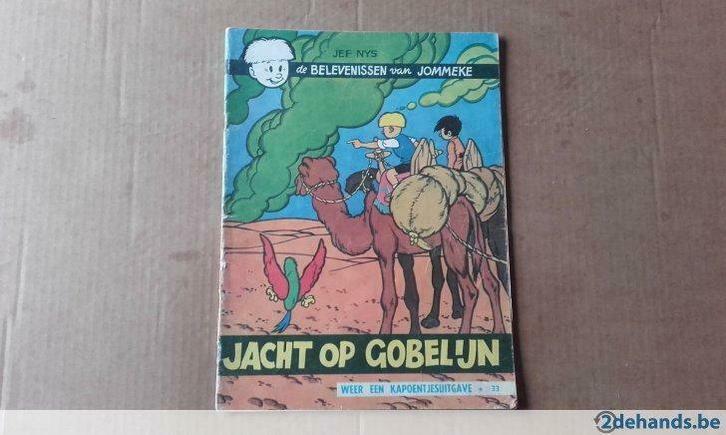 JEF NYS
de BELEVENISSEN van JOMMEKE
JACHT OP GOBELIJN
WEER EEN KAPOENTJESUITGAVE * 33
2dehands.be